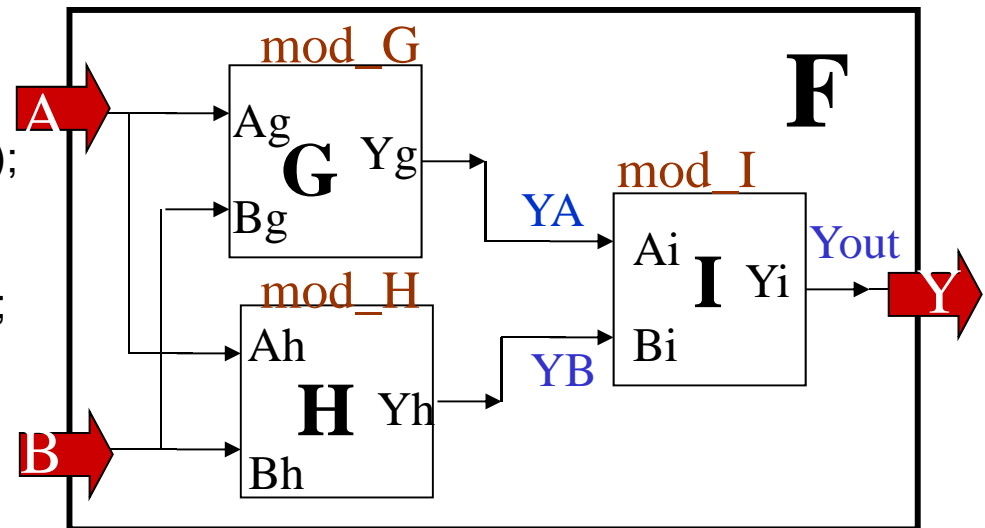 mod_G
F
A
Ag
);
G
Yg
mod_I
Bg
YA
Yout
Ai
mod_H
I
Yi
Y
;
Ah
Bi
YB
H
Yh
B
Bh